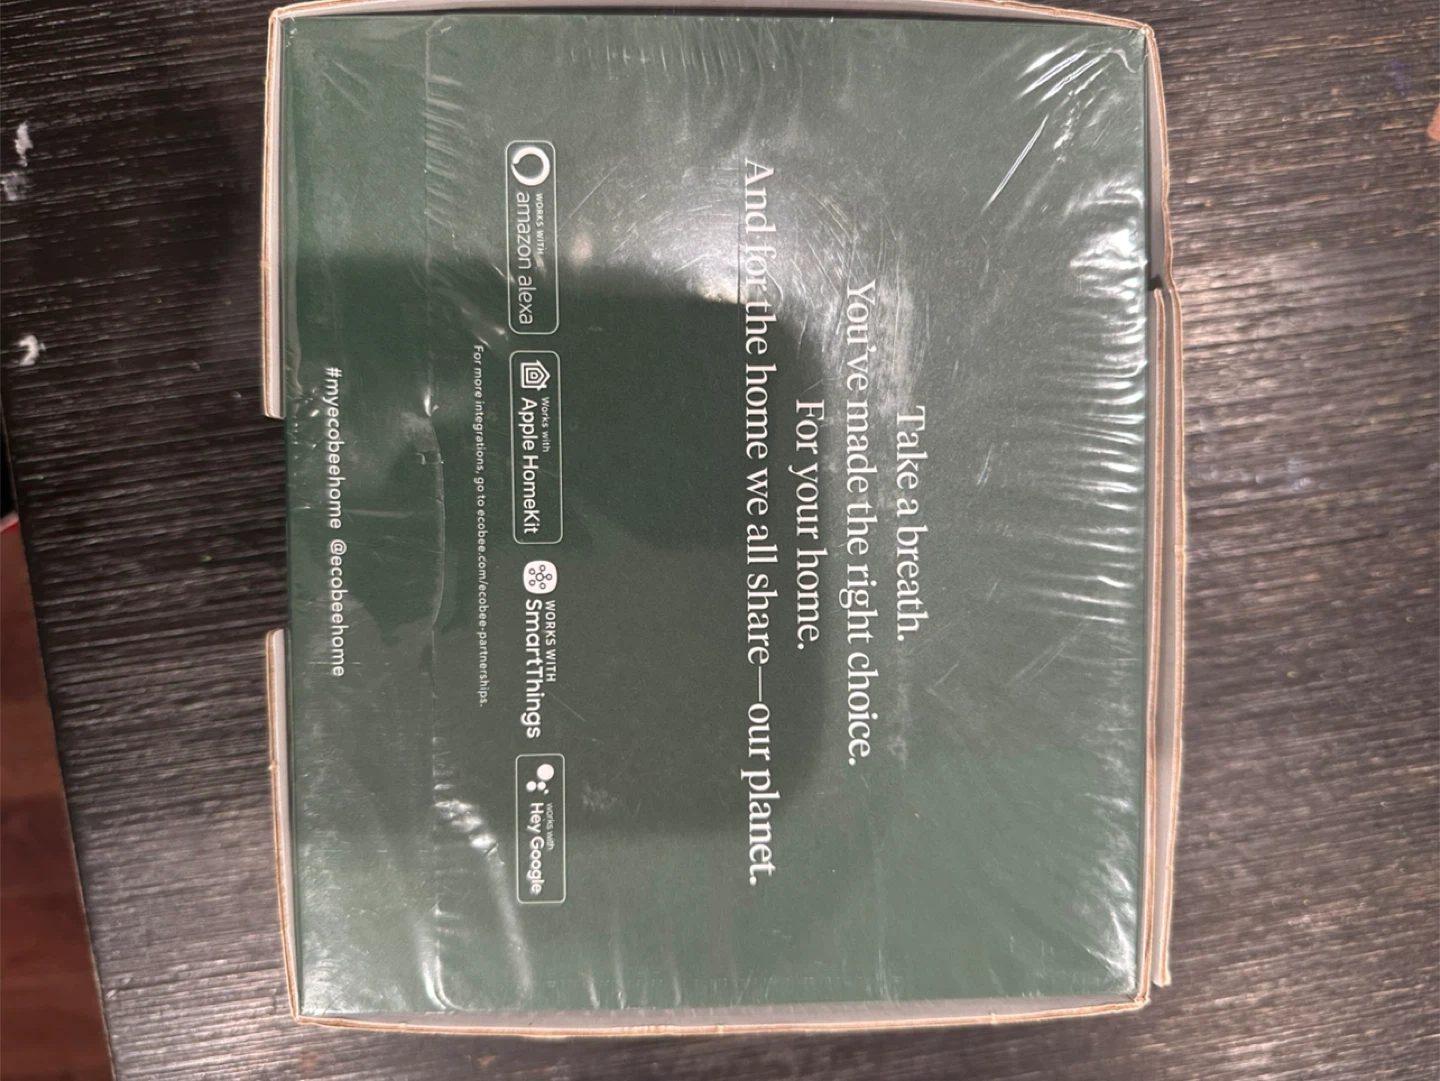 Take a breath.
You've made the right choice.
For your home.
And for the home we all share—our planet.
WORKS WITH
amazon alexa
Works with
Apple HomeKit
WORKS WITH
SmartThings
works with
Hey Google
For more integrations, go to ecobee.com/ecobee-partnerships.
#myecobeehome @ecobeehome